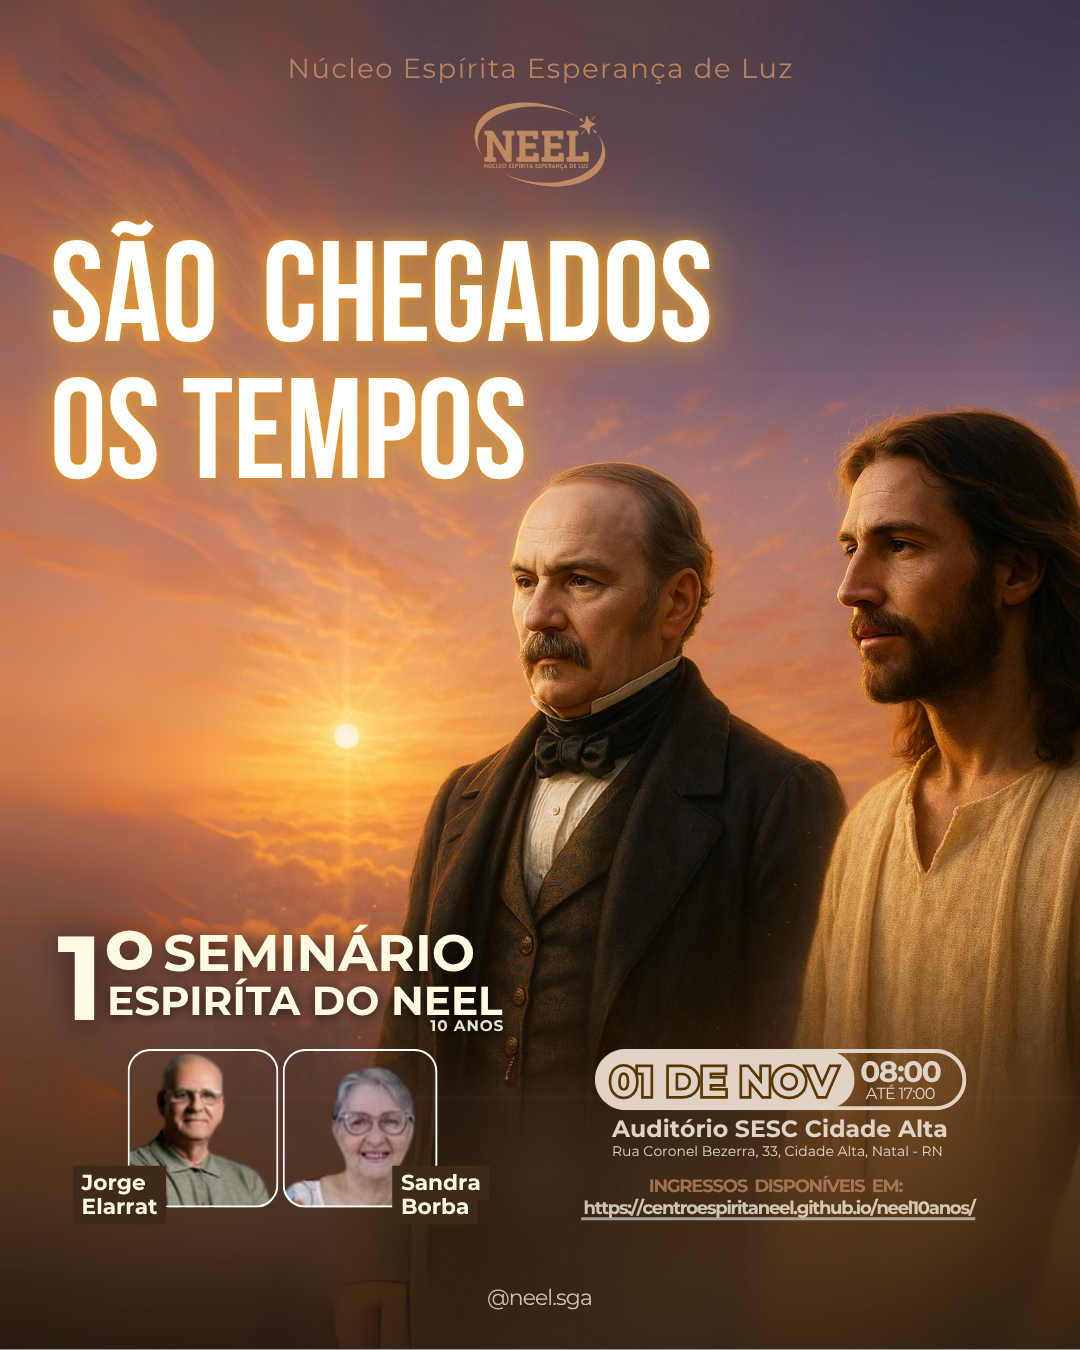 Núcleo Espírita Esperança de Luz
NEEL
NÚCLEO ESPÍRITA ESPERANÇA DE LUZ
SÃO CHEGADOS
OS TEMPOS
1º SEMINÁRIO
ESPIRÍTA DO NEEL
10 ANOS
Jorge
Elarrat
Sandra
Borba
01 DE NOV
08:00
ATÉ 17:00
Auditório SESC Cidade Alta
Rua Coronel Bezerra, 33, Cidade Alta, Natal - RN
INGRESSOS DISPONÍVEIS EM:
https://centroespiritaneel.github.io/neel10anos/
@neel.sga